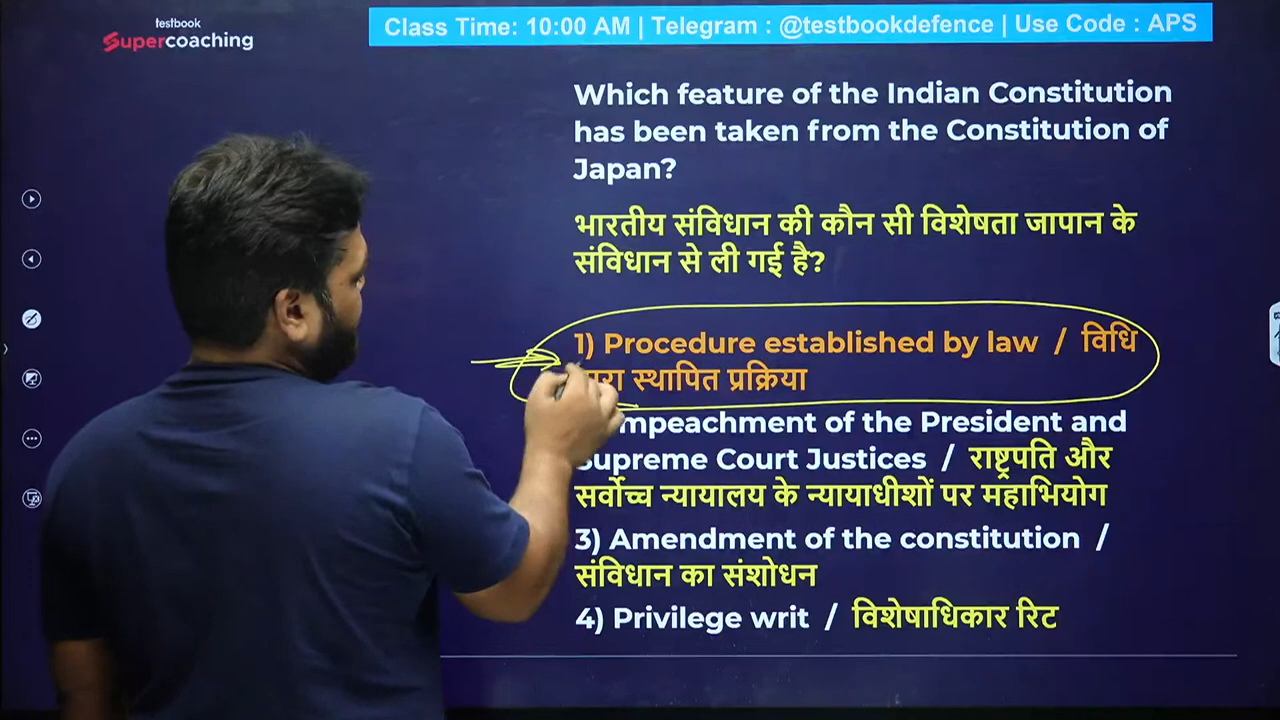 testbook
Supercoaching
Class Time: 10:00 AM | Telegram : @testbookdefence | Use Code : APS
Which feature of the Indian Constitution
has been taken from the Constitution of
Japan?
भारतीय संविधान की कौन सी विशेषता जापान के
संविधान से ली गई है?
1) Procedure established by law / विधि
स्थापित प्रक्रिया
of the President and
Supreme Court Justices / राष्ट्रपति और
सर्वोच्च न्यायालय के न्यायाधीशों पर महाभियोग
3) Amendment of the constitution /
संविधान का संशोधन
4) Privilege writ / विशेषाधिकार रिट